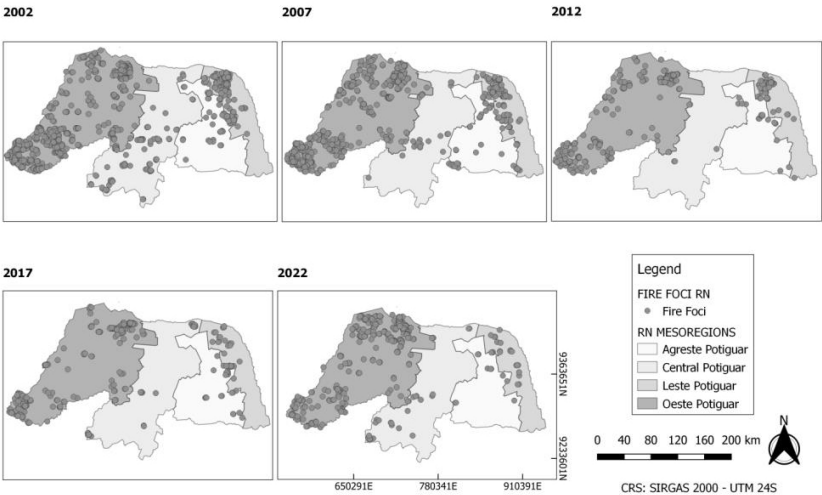 2002
2007
2012
2017
2022
Legend
FIRE FOCI RN
Fire Foci
RN MESOREGIONS
Agreste Potiguar
Central Potiguar
Leste Potiguar
Oeste Potiguar
9363651N
9233601N
N
0 40 80 120 160 200 km
650291E 780341E 910391E
CRS: SIRGAS 2000 - UTM 24S